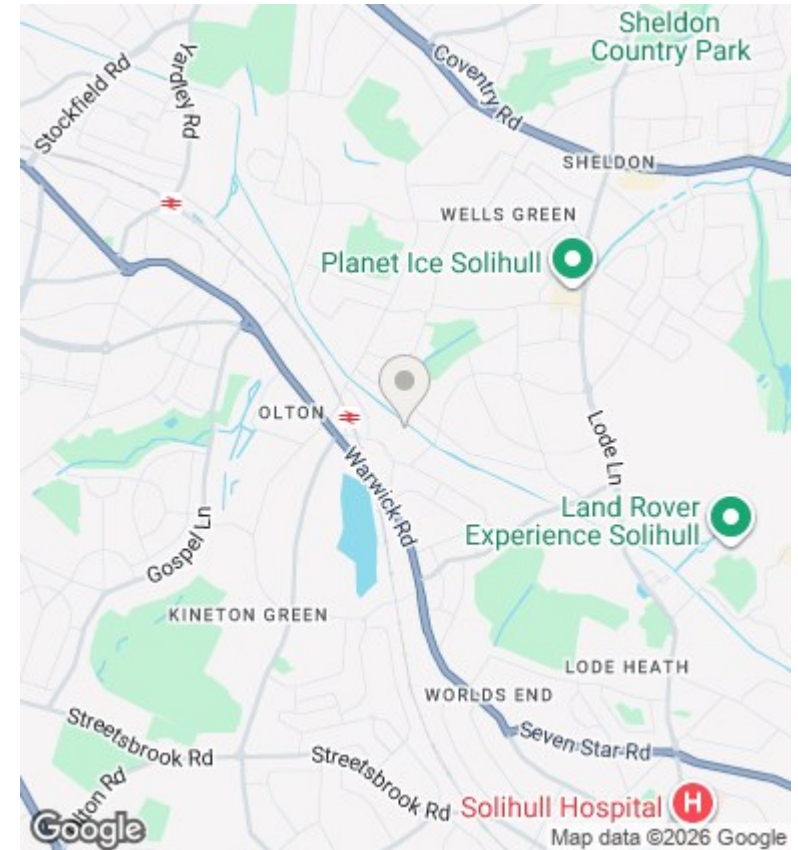 Sheldon
Country Park
Coventry Rd
Yardley Rd
Stockfield Rd
SHELDON
WELLS GREEN
Planet Ice Solihull
OLTON
Lode Ln
Warwick Rd
Land Rover
Experience Solihull
Gospel Ln
KINETON GREEN
LODE HEATH
WORLDS END
Seven Star Rd
Streetsbrook Rd
Streetsbrook Rd
lton Rd
Solihull Hospital
H
Google
Map data ©2026 Google